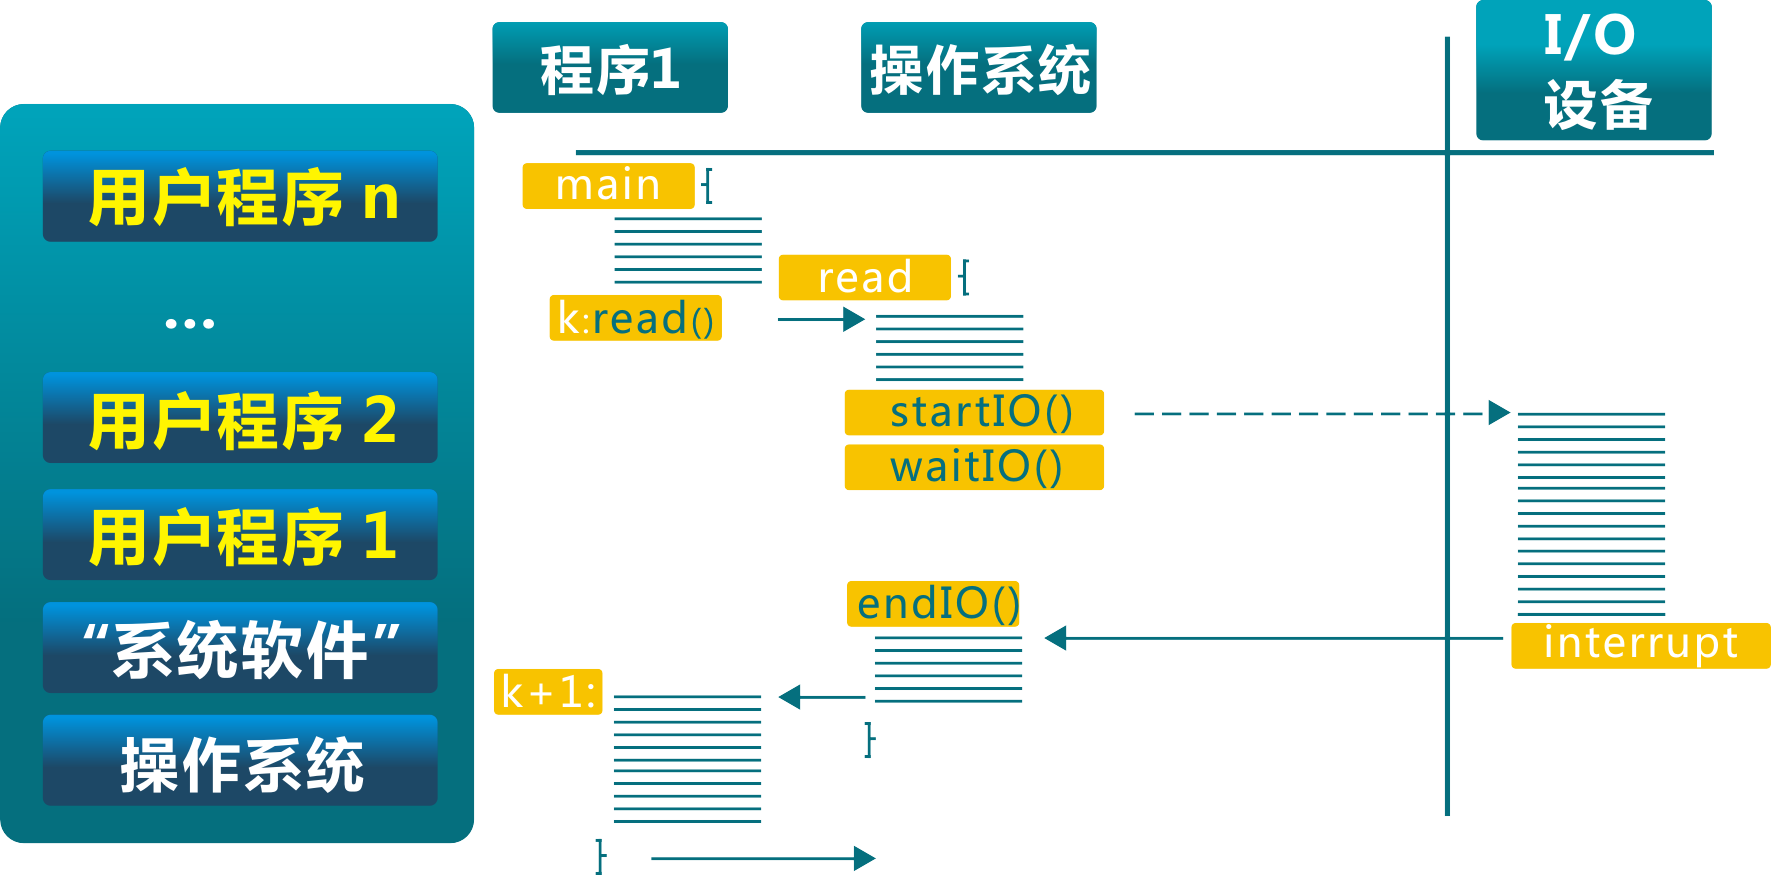 程序1
操作系统
I/O
设备
用户程序 n
...
用户程序 2
用户程序 1
“系统软件”
操作系统
main {
k:read()
read {
startIO()
waitIO()
endIO()
interrupt
k+1:
}
}